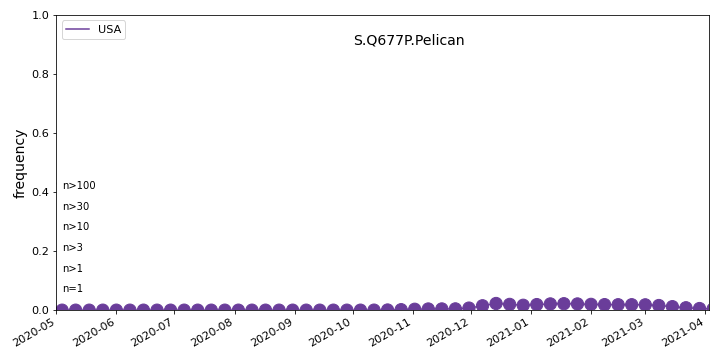 S.Q677P.Pelican
USA
frequency
1.0
0.8
0.6
0.4
0.2
0.0
n>100
n>30
n>10
n>3
n>1
n=1
2020-05
2020-06
2020-07
2020-08
2020-09
2020-10
2020-11
2020-12
2021-01
2021-02
2021-03
2021-04